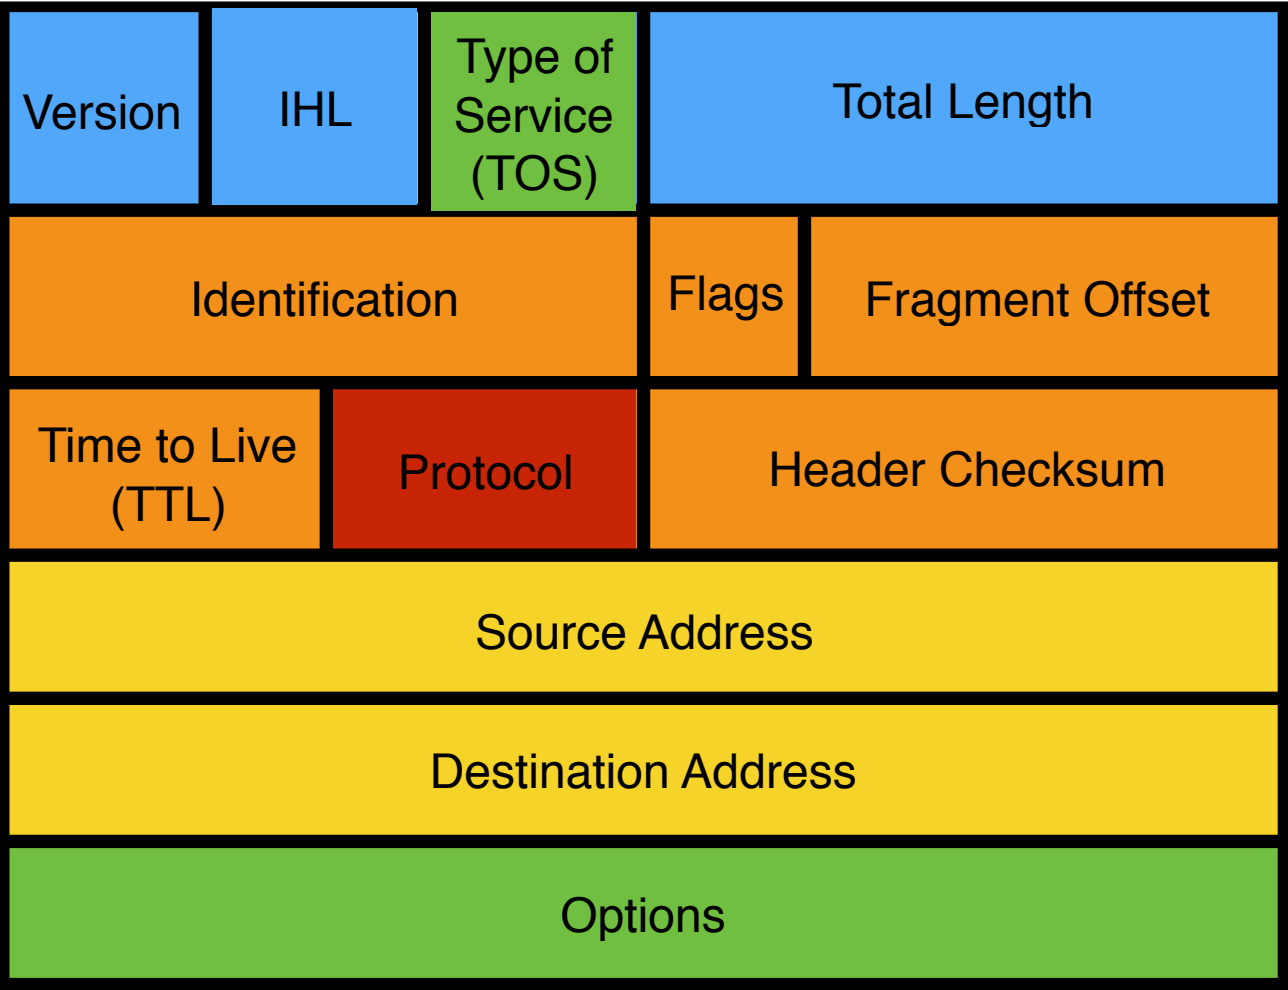 Version
IHL
Type of
Service
(TOS)
Total Length
Identification
Flags
Fragment Offset
Time to Live
(TTL)
Protocol
Header Checksum
Source Address
Destination Address
Options